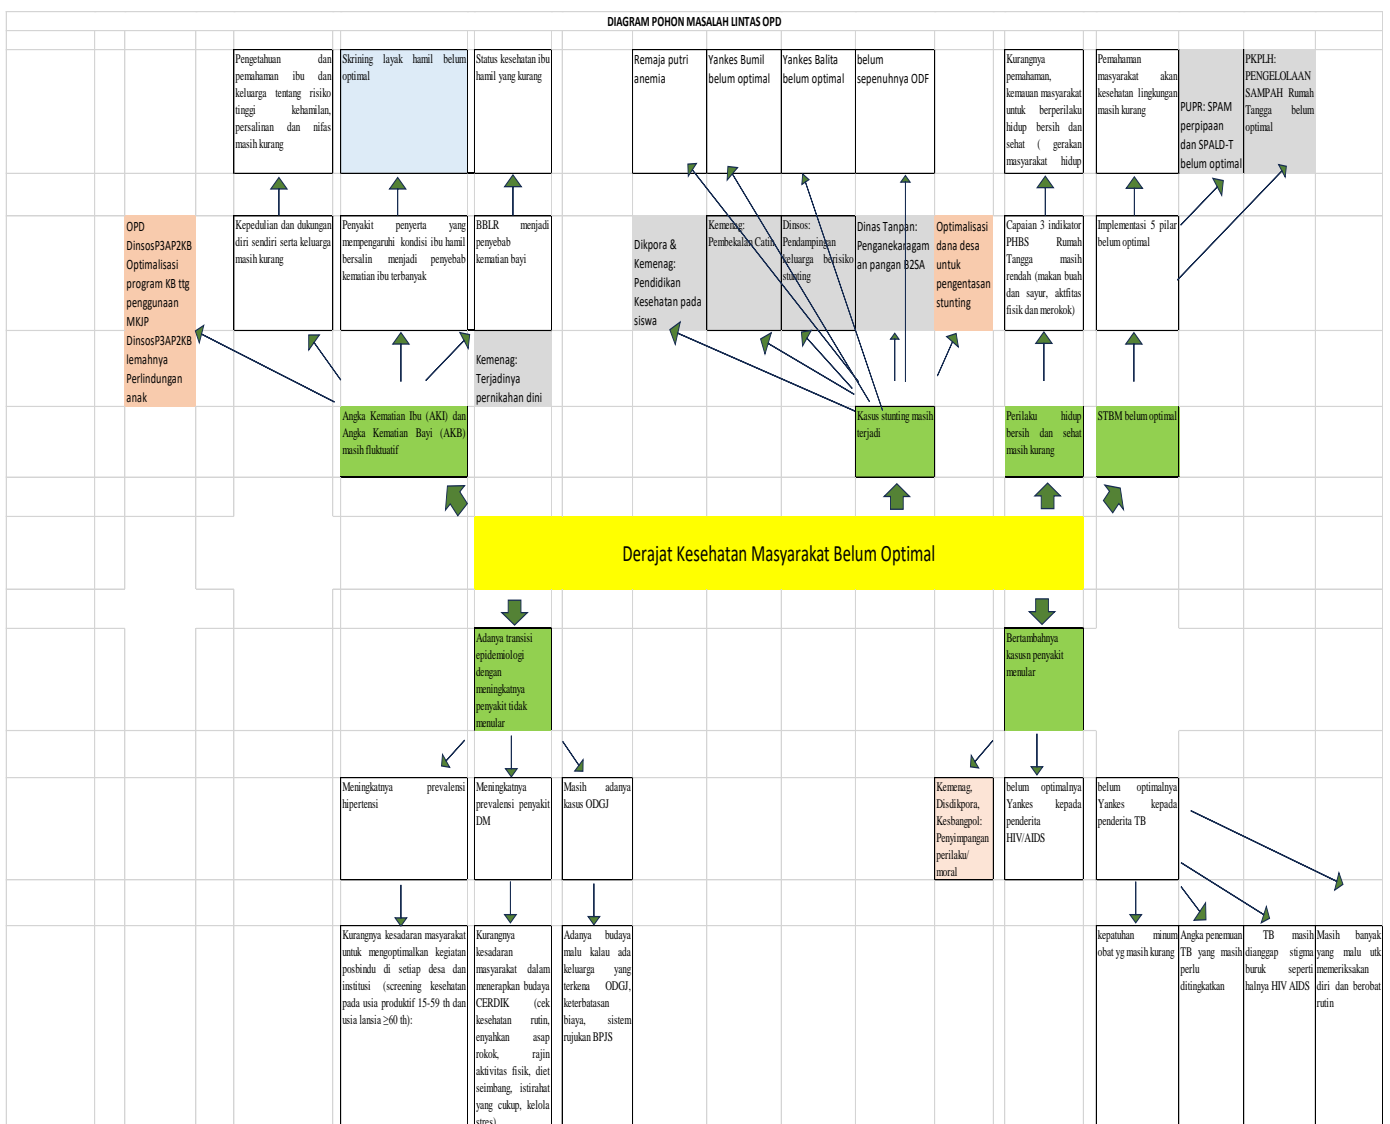 DIAGRAM POHON MASALAH LINTAS OPD
Pengetahuan dan
pemahaman ibu dan
keluarga tentang risiko
tinggi kehamilan,
persalinan dan nifas
masih kurang
Skrining layak hamil belum
optimal
Status kesehatan ibu
hamil yang kurang
Remaja putri
anemia
Yankes Bumil
belum optimal
Yankes Balita
belum optimal
belum
sepenuhnya ODF
Kurangnya
pemahaman,
kemauan masyarakat
untuk berperilaku
hidup bersih dan
sehat ( gerakan
masyarakat hidup
Pemahaman
masyarakat akan
kesehatan lingkungan
masih kurang
PUPR: SPAM
perpipaan
dan SPALD-T
belum optimal
PKPLH:
PENGELOLAAN
SAMPAH Rumah
Tangga belum
optimal
OPD
DinsosP3AP2KB
Optimalisasi
program KB ttg
penggunaan
MKJP
DinsosP3AP2KB
lemahnya
Perlindungan
anak
Kepedulian dan dukungan
diri sendiri serta keluarga
masih kurang
Penyakit penyerta yang
mempengaruhi kondisi ibu hamil
bersalin menjadi penyebab
kematian ibu terbanyak
BBLR menjadi
penyebab
kematian bayi
Kemenag:
Terjadinya
pernikahan dini
Dikpora &
Kemenag:
Pendidikan
Kesehatan pada
siswa
Kemenag:
Pembekalan Catin
Dinsos:
Pendampingan
keluarga berisiko
stunting
Dinas Tanpan:
Penganekaragam
an pangan B2SA
Optimalisasi
dana desa
untuk
pengentasan
stunting
Capaian 3 indikator
PHBS Rumah
Tangga masih
rendah (makan buah
dan sayur, aktfitas
fisik dan merokok)
Implementasi 5 pilar
belum optimal
Angka Kematian Ibu (AKI) dan
Angka Kematian Bayi (AKB)
masih fluktuatif
Kasus stunting masih
terjadi
Perilaku hidup
bersih dan sehat
masih kurang
STBM belum optimal
Derajat Kesehatan Masyarakat Belum Optimal
Adanya transisi
epidemiologi
dengan
meningkatnya
penyakit tidak
menular
Bertambahnya
kasusn penyakit
menular
Meningkatnya prevalensi
hipertensi
Meningkatnya
prevalensi penyakit
DM
Masih adanya
kasus ODGJ
Kemenag,
Disdikpora,
Kesbangpol:
Penyimpangan
perilaku/
moral
belum optimalnya
Yankes kepada
penderita
HIV/AIDS
belum optimalnya
Yankes kepada
penderita TB
Kurangnya kesadaran masyarakat
untuk mengoptimalkan kegiatan
posbindu di setiap desa dan
institusi (screening kesehatan
pada usia produktif 15-59 th dan
usia lansia ≥60 th):
Kurangnya
kesadaran
masyarakat dalam
menerapkan budaya
CERDIK (cek
kesehatan rutin,
enyahkan asap
rokok, rajin
aktivitas fisik, diet
seimbang, istirahat
yang cukup, kelola
stres)
Adanya budaya
malu kalau ada
keluarga yang
terkena ODGJ,
keterbatasan
biaya, sistem
rujukan BPJS
kepatuhan minum
obat yg masih kurang
Angka penemuan
TB yang masih
perlu
ditingkatkan
TB masih
dianggap stigma
buruk seperti
halnya HIV AIDS
Masih banyak
yang malu utk
memeriksakan
diri dan berobat
rutin